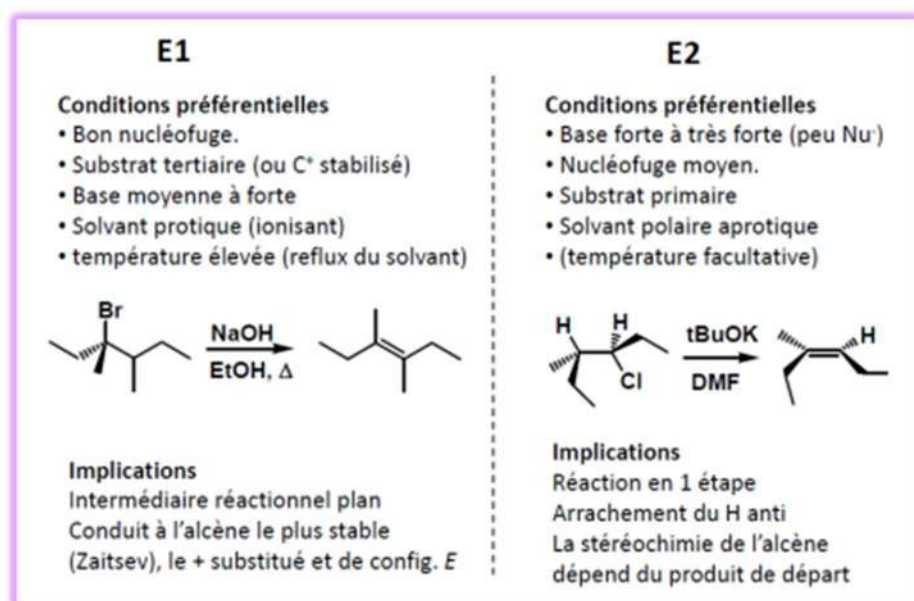 E1
Conditions préférentielles
• Bon nucléofuge.
• Substrat tertiaire (ou C⁺ stabilisé)
• Base moyenne à forte
• Solvant protique (ionisant)
• température élevée (reflux du solvant)
Br
NaOH
EtOH, Δ
Implications
Intermédiaire réactionnel plan
Conduit à l'alcène le plus stable
(Zaitsev), le + substitué et de config. E
E2
Conditions préférentielles
• Base forte à très forte (peu Nu⁻)
• Nucléofuge moyen.
• Substrat primaire
• Solvant polaire aprotique
• (température facultative)
H H
Cl
tBuOK
DMF
H
Implications
Réaction en 1 étape
Arrachement du H anti
La stéréochimie de l'alcène
dépend du produit de départ